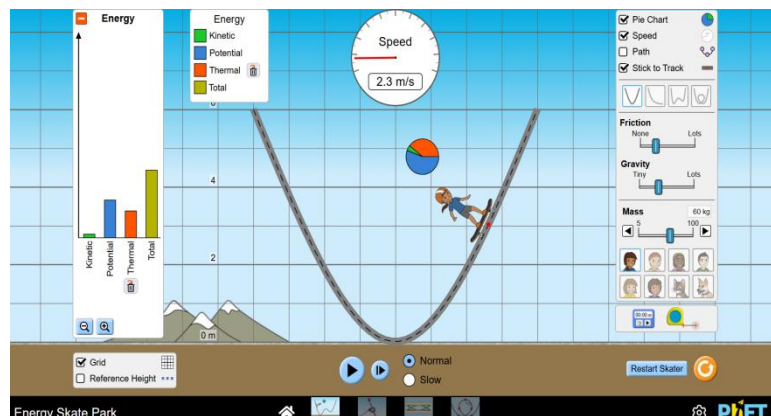 Energy
Kinetic
Potential
Thermal
Total
Energy
Kinetic
Potential
Thermal
Total
Speed
2.3 m/s
4
2
0 m
Pie Chart
Speed
Path
Stick to Track
Friction
None
Lots
Gravity
Tiny
Lots
Mass
60 kg
5
100
Grid
Reference Height
Normal
Slow
Restart Skater
Energy Skate Park
PhET